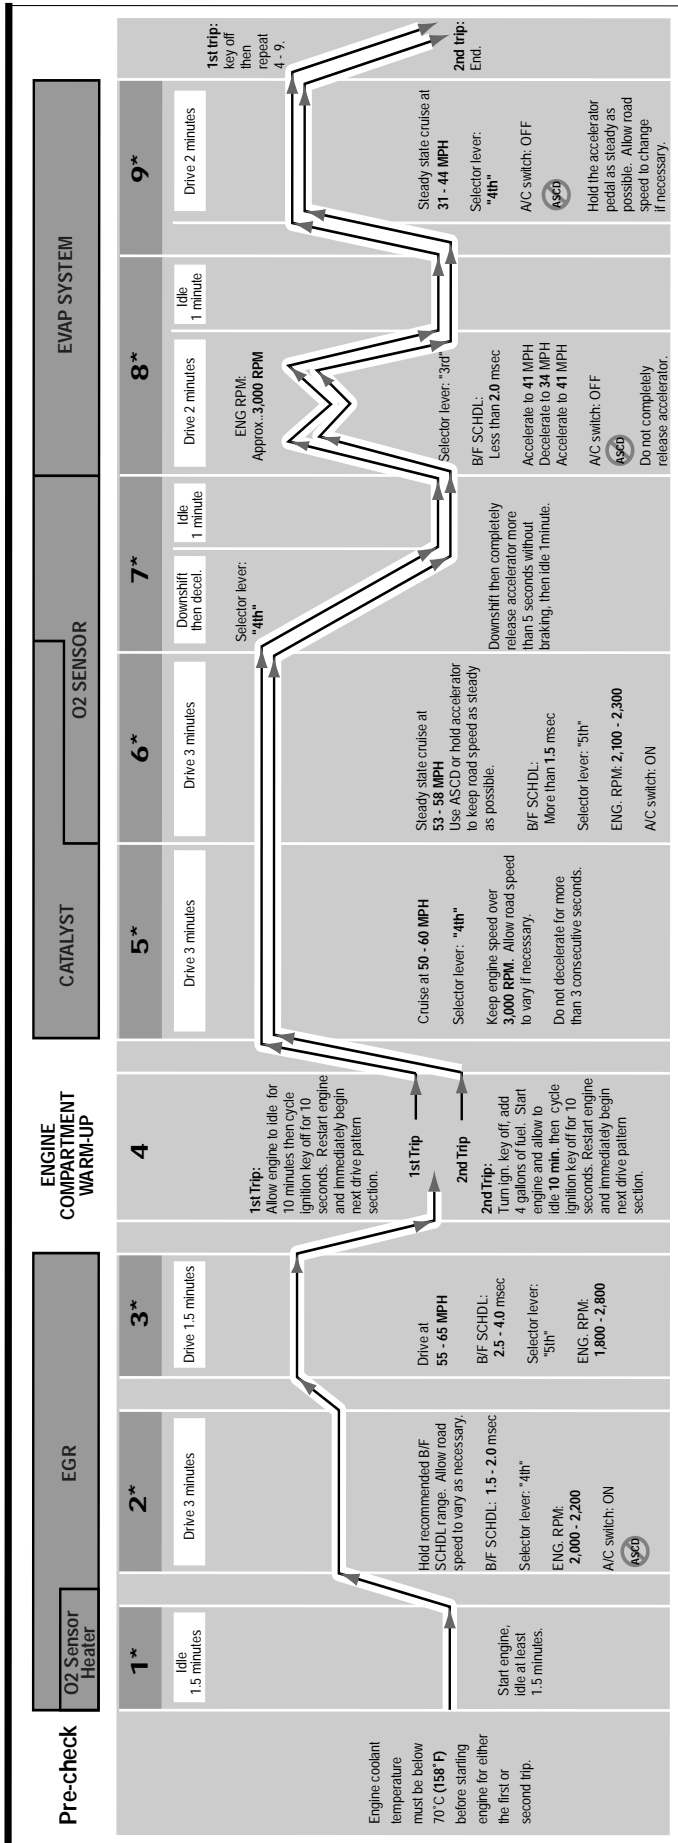 Pre-check
O2 Sensor
Heater
EGR
ENGINE
COMPARTMENT
WARM-UP
CATALYST
O2 SENSOR
EVAP SYSTEM
Engine coolant
temperature
must be below
70˚C (158˚F)
before starting
engine for either
the first or
second trip.
1*
Idle
1.5 minutes
Start engine,
idle at least
1.5 minutes.
2*
Drive 3 minutes
Hold recommended B/F
SCHDL range. Allow road
speed to vary as necessary.
B/F SCHDL: 1.5 - 2.0 msec
Selector lever: "4th"
ENG. RPM:
2,000 - 2,200
A/C switch: ON
ASCD
3*
Drive 1.5 minutes
Drive at
55 - 65 MPH
B/F SCHDL:
2.5 - 4.0 msec
Selector lever:
"5th"
ENG. RPM:
1,800 - 2,800
4
1st Trip:
Allow engine to idle for
10 minutes then cycle
ignition key off for 10
seconds. Restart engine
and immediately begin
next drive pattern
section.
1st Trip
2nd Trip
2nd Trip:
Turn ign. key off, add
4 gallons of fuel. Start
engine and allow to
idle 10 min. then cycle
ignition key off for 10
seconds. Restart engine
and Immediately begin
next drive pattern
section.
5*
Drive 3 minutes
Cruise at 50 - 60 MPH
Selector lever: "4th"
Keep engine speed over
3,000 RPM. Allow road speed
to vary if necessary.
Do not decelerate for more
than 3 consecutive seconds.
6*
Drive 3 minutes
Steady state cruise at
53 - 58 MPH
Use ASCD or hold accelerator
to keep road speed as steady
as possible.
B/F SCHDL:
More than 1.5 msec
Selector lever: "5th"
ENG. RPM: 2,100 - 2,300
A/C switch: ON
7*
Downshift
then decel.
Idle
1 minute
Selector lever:
"4th"
Downshift then completely
release accelerator more
than 5 seconds without
braking, then idle 1minute.
8*
Drive 2 minutes
Idle
1 minute
ENG RPM:
Approx..3,000 RPM
Selector lever: "3rd"
B/F SCHDL:
Less than 2.0 msec
Accelerate to 41 MPH
Decelerate to 34 MPH
Accelerate to 41 MPH
A/C switch: OFF
ASCD
Do not completely
release accelerator.
9*
Drive 2 minutes
Steady state cruise at
31 - 44 MPH
Selector lever:
"4th"
A/C switch: OFF
ASCD
Hold the accelerator
pedal as steady as
possible. Allow road
speed to change
if necessary.
1st trip:
key off
then
repeat
4 - 9.
2nd trip:
End.